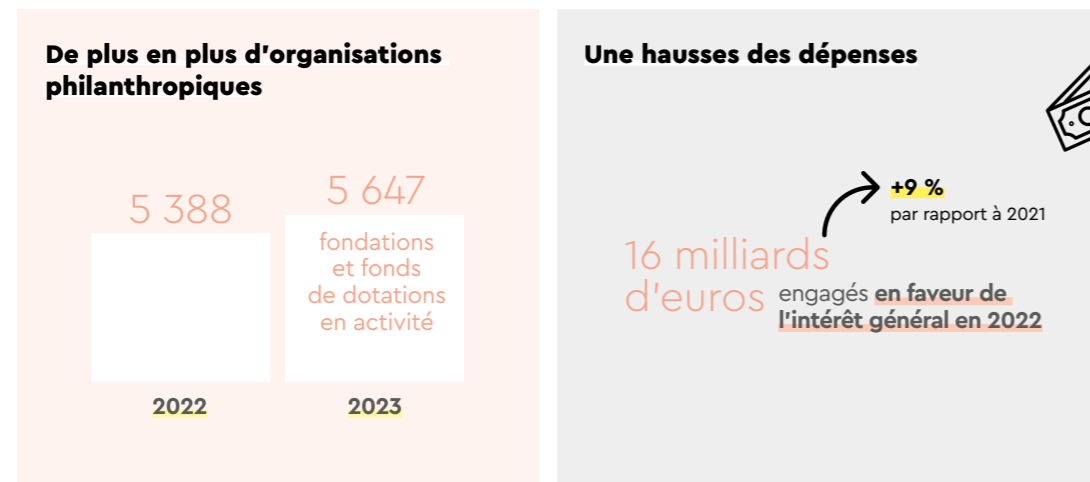 De plus en plus d'organisations
philanthropiques
5 388
5 647
fondations
et fonds
de dotations
en activité
2022
2023
Une hausses des dépenses
+9 %
par rapport à 2021
16 milliards
d'euros
engagés en faveur de
l'intérêt général en 2022